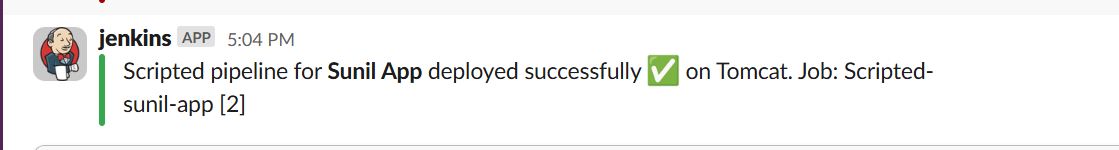 jenkins APP 5:04 PM
Scripted pipeline for Sunil App deployed successfully ✅ on Tomcat. Job: Scripted-
sunil-app [2]